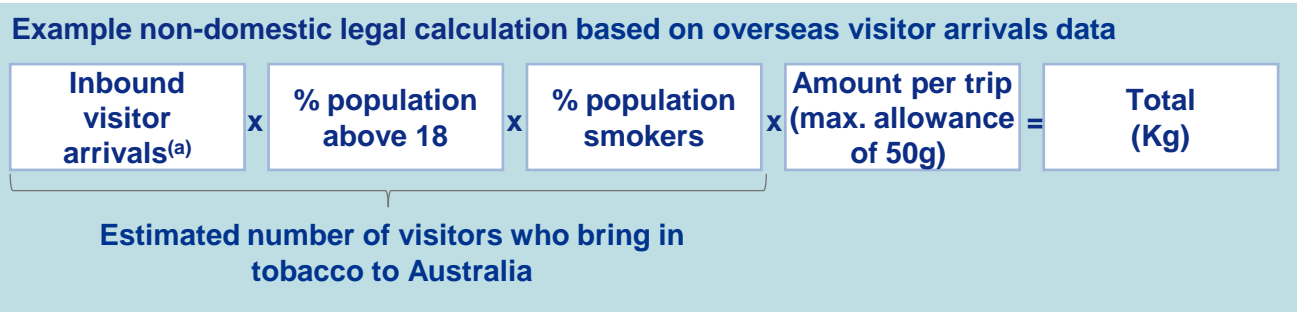 Example non-domestic legal calculation based on overseas visitor arrivals data
Inbound
visitor
arrivals(a)
x
% population
above 18
x
% population
smokers
x
Amount per trip
(max. allowance
of 50g)
=
Total
(Kg)
Estimated number of visitors who bring in
tobacco to Australia